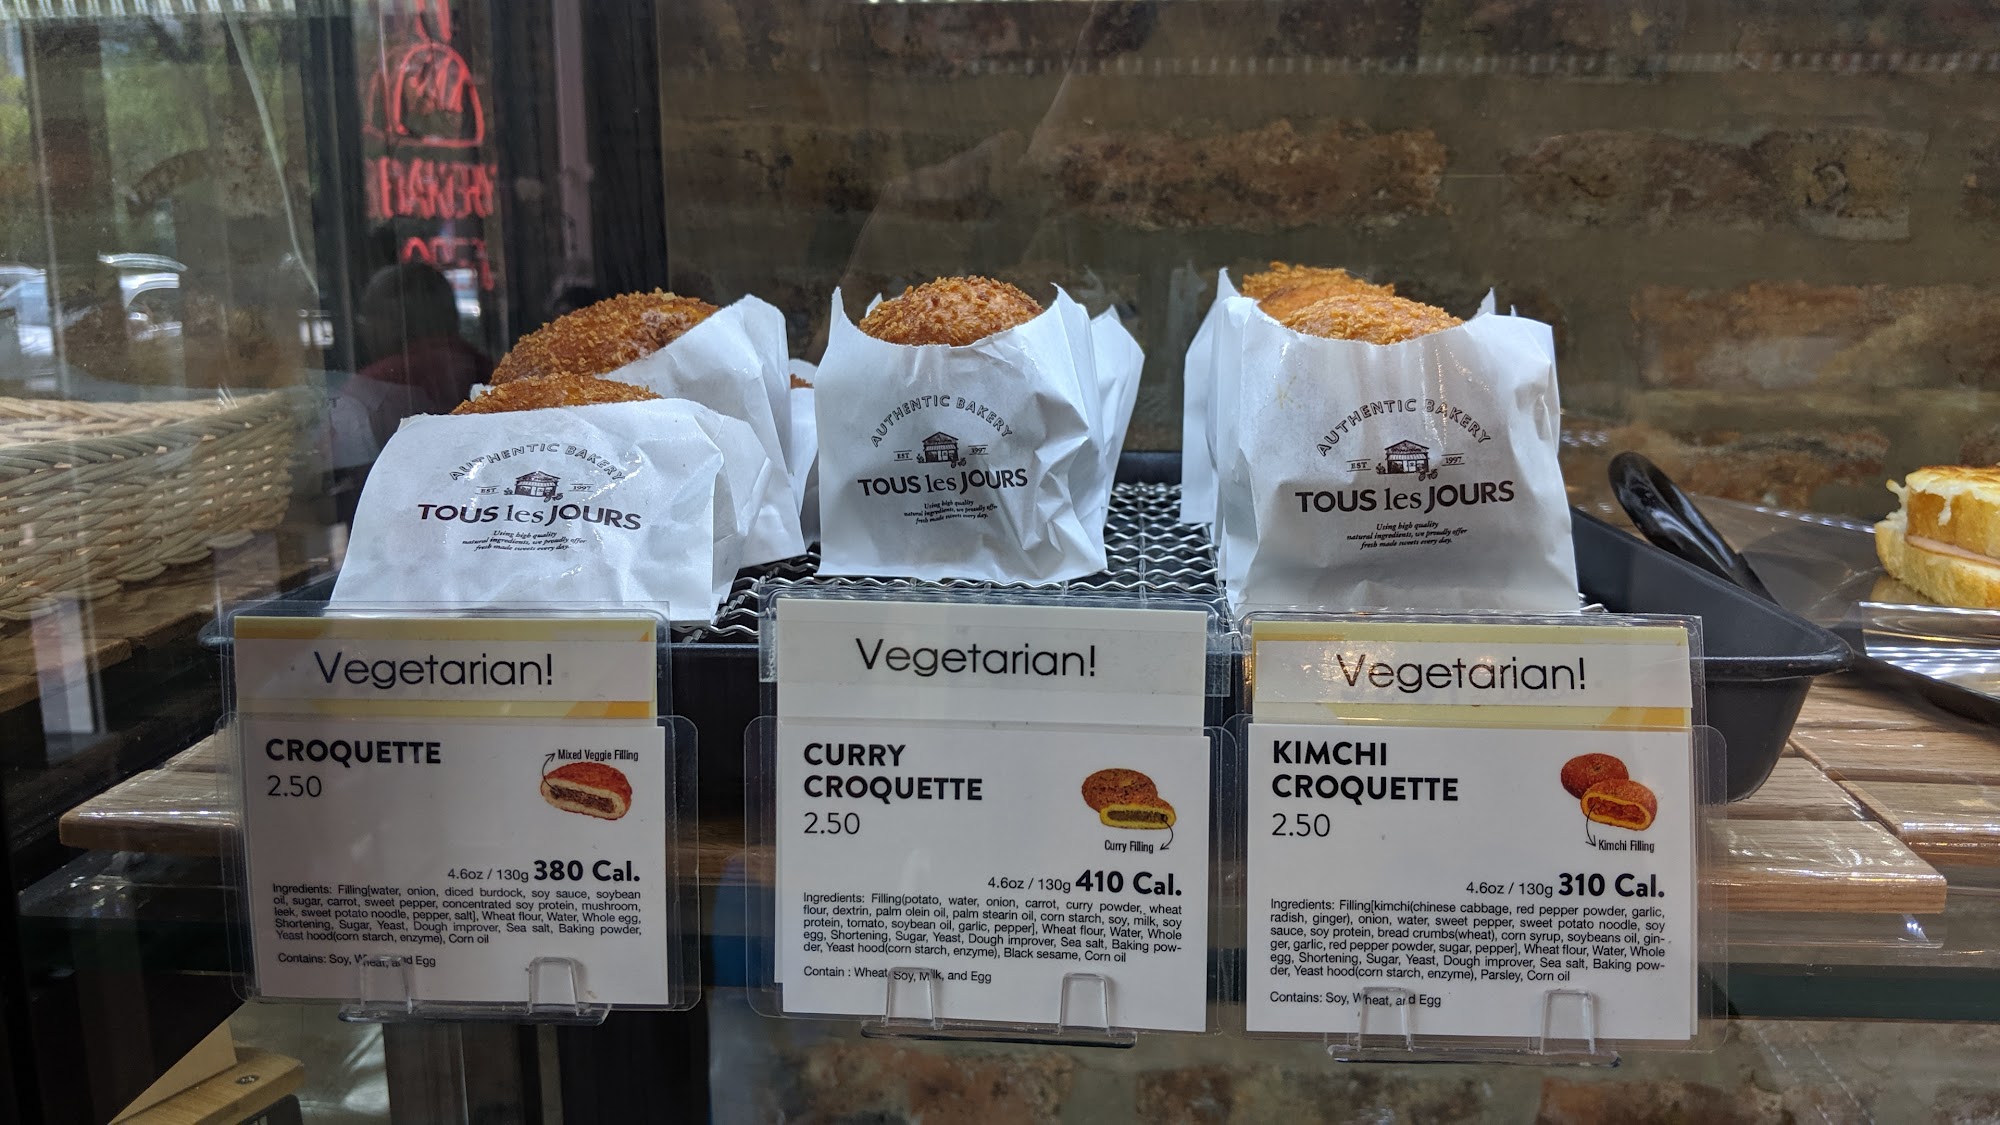 AUTHENTIC BAKERY
EST 1997
TOUS les JOURS
Using high quality
natural ingredients, we proudly offer
fresh made sweets every day.
AUTHENTIC BAKERY
EST 1997
TOUS les JOURS
Using high quality
natural ingredients, we proudly offer
fresh made sweets every day.
AUTHENTIC BAKERY
EST 1997
TOUS les JOURS
Using high quality
natural ingredients, we proudly offer
fresh made sweets every day.
Vegetarian!
CROQUETTE
2.50
Mixed Veggie Filling
4.6oz / 130g 380 Cal.
Ingredients: Filling[water, onion, diced burdock, soy sauce, soybean
oil, sugar, carrot, sweet pepper, concentrated soy protein, mushroom,
leek, sweet potato noodle, pepper, salt], Wheat flour, Water, Whole egg,
Shortening, Sugar, Yeast, Dough improver, Sea salt, Baking powder,
Yeast hood(corn starch, enzyme), Corn oil
Contains: Soy, Wheat, and Egg
Vegetarian!
CURRY
CROQUETTE
2.50
Curry Filling
4.6oz / 130g 410 Cal.
Ingredients: Filling(potato, water, onion, carrot, curry powder, wheat
flour, dextrin, palm olein oil, palm stearin oil, corn starch, soy, milk, soy
protein, tomato, soybean oil, garlic, pepper], Wheat flour, Water, Whole
egg, Shortening, Sugar, Yeast, Dough improver, Sea salt, Baking pow-
der, Yeast hood(corn starch, enzyme), Black sesame, Corn oil
Contain : Wheat, Soy, Milk, and Egg
Vegetarian!
KIMCHI
CROQUETTE
2.50
Kimchi Filling
4.6oz / 130g 310 Cal.
Ingredients: Filling[kimchi(chinese cabbage, red pepper powder, garlic,
radish, ginger), onion, water, sweet pepper, sweet potato noodle, soy
sauce, soy protein, bread crumbs(wheat), corn syrup, soybeans oil, gin-
ger, garlic, red pepper powder, sugar, pepper], Wheat flour, Water, Whole
egg, Shortening, Sugar, Yeast, Dough improver, Sea salt, Baking pow-
der, Yeast hood(corn starch, enzyme), Parsley, Corn oil
Contains: Soy, Wheat, and Egg